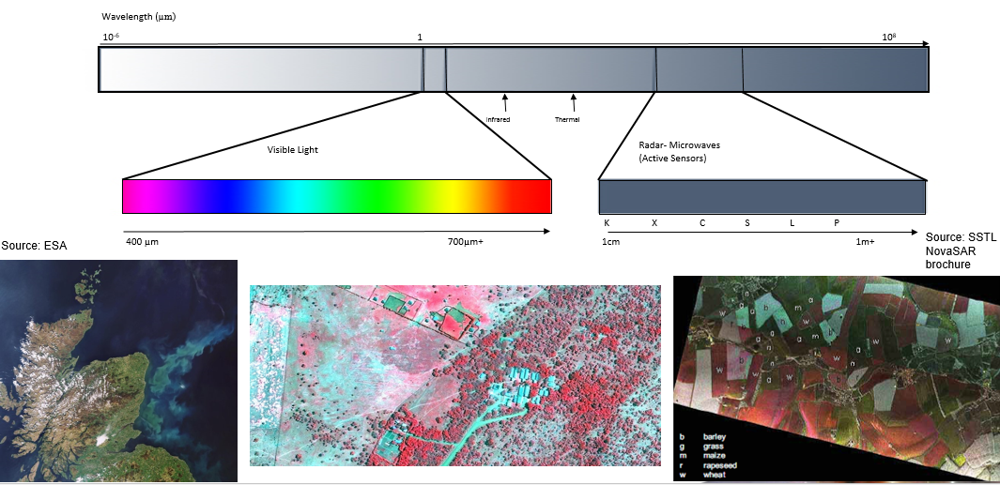 Wavelength (μm)
10⁻⁶
1
10⁸
Infrared
Thermal
Visible Light
Radar- Microwaves
(Active Sensors)
K X C S L P
400 μm
700μm+
1cm
1m+
Source: ESA
Source: SSTL
NovaSAR
brochure
b barley
g grass
m maize
r rapeseed
w wheat